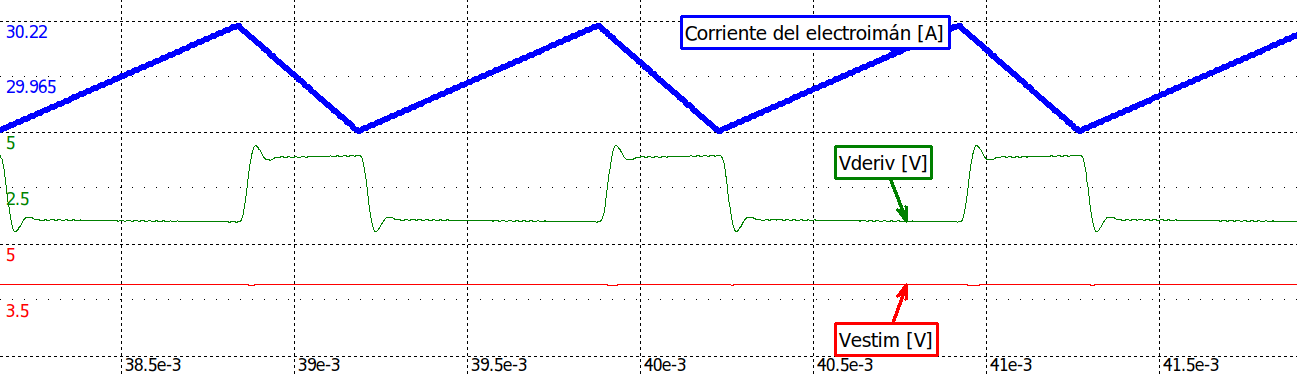 30.22
Corriente del electroimán [A]
29.965
5
Vderiv [V]
2.5
5
3.5
Vestim [V]
38.5e-3
39e-3
39.5e-3
40e-3
40.5e-3
41e-3
41.5e-3